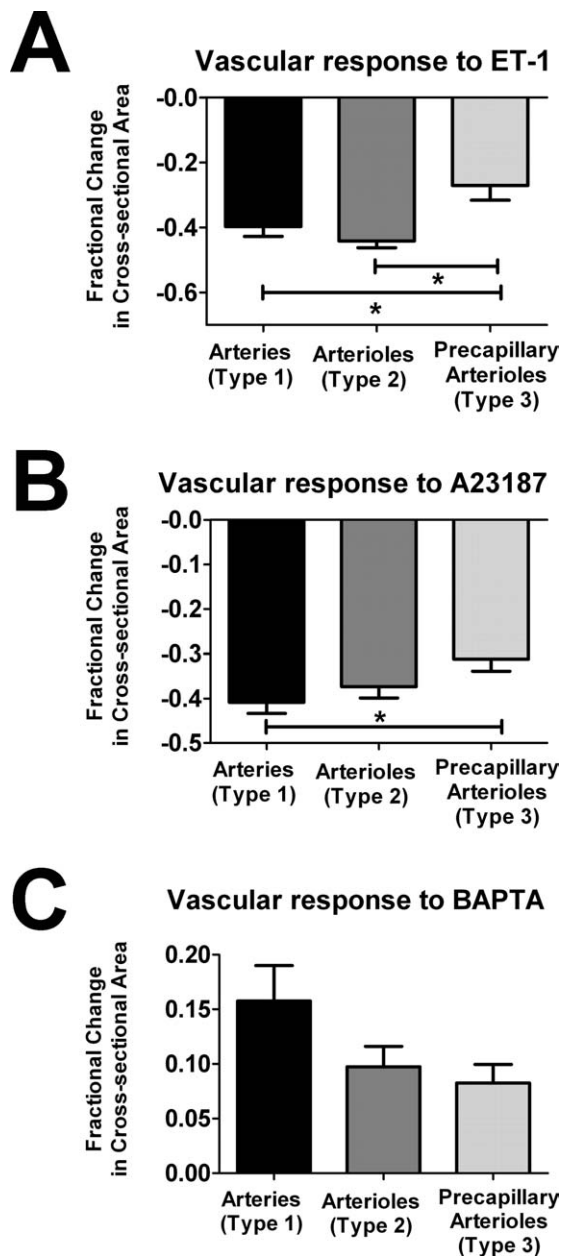 A
Vascular response to ET-1
Fractional Change
in Cross-sectional Area
-0.0
-0.2
-0.4
-0.6
*
*
Arteries
(Type 1)
Arterioles
(Type 2)
Precapillary
Arterioles
(Type 3)
B
Vascular response to A23187
Fractional Change
in Cross-sectional Area
-0.0
-0.1
-0.2
-0.3
-0.4
-0.5
*
Arteries
(Type 1)
Arterioles
(Type 2)
Precapillary
Arterioles
(Type 3)
C
Vascular response to BAPTA
Fractional Change
in Cross-sectional Area
0.20
0.15
0.10
0.05
0.00
Arteries
(Type 1)
Arterioles
(Type 2)
Precapillary
Arterioles
(Type 3)